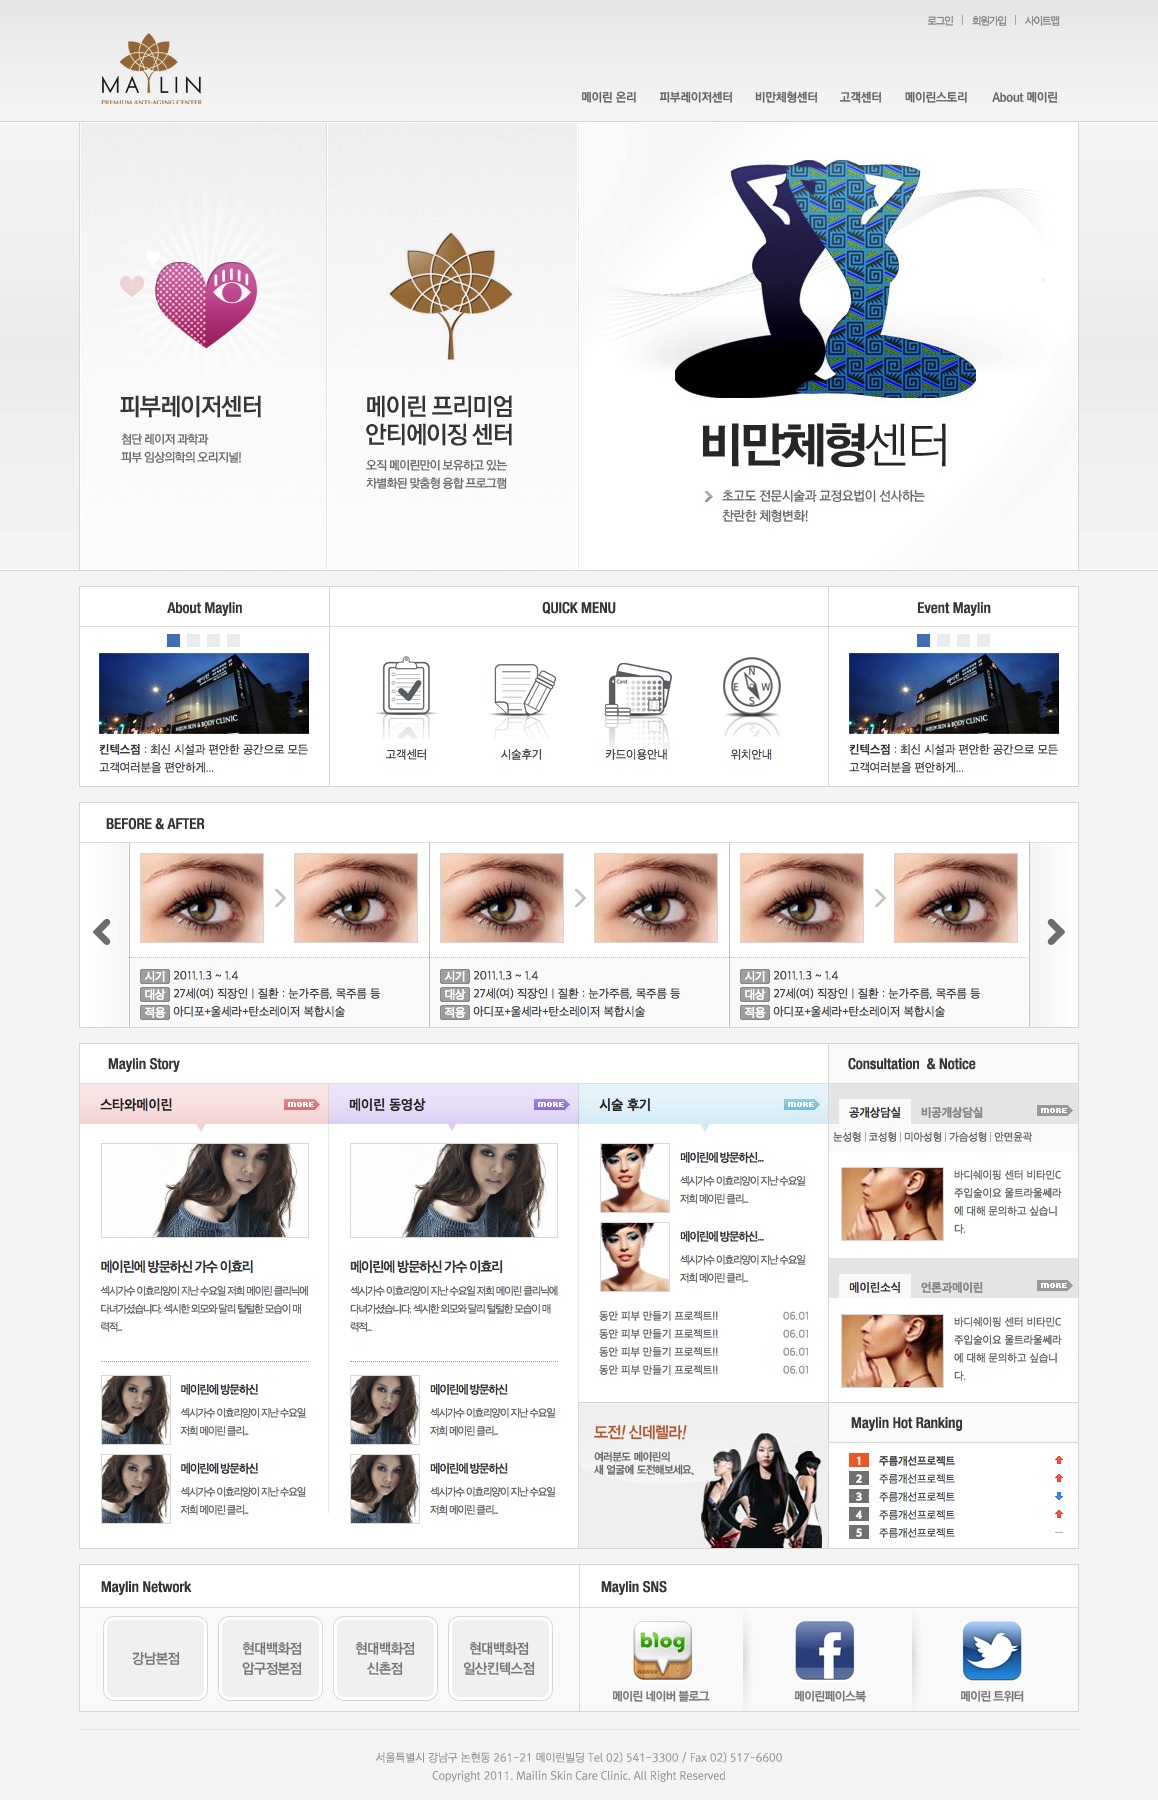 로그인 | 회원가입 | 사이트맵
MAYLIN
PREMIUM ANTI-AGING CENTER
메이린 온리 피부레이저센터 비만체형센터 고객센터 메이린스토리 About 메이린
피부레이저센터
첨단 레이저 과학과
피부 임상의학의 오리지널!
메이린 프리미엄
안티에이징 센터
오직 메이린만이 보유하고 있는
차별화된 맞춤형 융합 프로그램
비만체형센터
초고도 전문시술과 교정요법이 선사하는
찬란한 체형변화!
About Maylin
MAYLIN SKIN & BODY CLINIC
킨텍스점 : 최신 시설과 편안한 공간으로 모든
고객여러분을 편안하게...
QUICK MENU
Card
N E W S
고객센터 시술후기 카드이용안내 위치안내
Event Maylin
MAYLIN SKIN & BODY CLINIC
킨텍스점 : 최신 시설과 편안한 공간으로 모든
고객여러분을 편안하게...
BEFORE & AFTER
시기 2011.1.3 ~ 1.4
대상 27세(여) 직장인 | 질환 : 눈가주름, 목주름 등
적용 아디포+울세라+탄소레이저 복합시술
시기 2011.1.3 ~ 1.4
대상 27세(여) 직장인 | 질환 : 눈가주름, 목주름 등
적용 아디포+울세라+탄소레이저 복합시술
시기 2011.1.3 ~ 1.4
대상 27세(여) 직장인 | 질환 : 눈가주름, 목주름 등
적용 아디포+울세라+탄소레이저 복합시술
Maylin Story
스타와메이린 MORE
메이린에 방문하신 가수 이효리
섹시가수 이효리양이 지난 수요일 저희 메이린 클리닉에
다녀가셨습니다. 섹시한 외모와 달리 털털한 모습이 매
력적...
메이린에 방문하신
섹시가수 이효리양이 지난 수요일
저희 메이린 클리...
메이린에 방문하신
섹시가수 이효리양이 지난 수요일
저희 메이린 클리...
메이린 동영상 MORE
메이린에 방문하신 가수 이효리
섹시가수 이효리양이 지난 수요일 저희 메이린 클리닉에
다녀가셨습니다. 섹시한 외모와 달리 털털한 모습이 매
력적...
메이린에 방문하신
섹시가수 이효리양이 지난 수요일
저희 메이린 클리...
메이린에 방문하신
섹시가수 이효리양이 지난 수요일
저희 메이린 클리...
시술 후기 MORE
메이린에 방문하신...
섹시가수 이효리양이 지난 수요일
저희 메이린 클리...
메이린에 방문하신...
섹시가수 이효리양이 지난 수요일
저희 메이린 클리...
동안 피부 만들기 프로젝트!! 06.01
동안 피부 만들기 프로젝트!! 06.01
동안 피부 만들기 프로젝트!! 06.01
동안 피부 만들기 프로젝트!! 06.01
도전! 신데렐라!
여러분도 메이린의
새 얼굴에 도전해보세요.
Consultation & Notice
공개상담실 비공개상담실 MORE
눈성형 | 코성형 | 미아성형 | 가슴성형 | 안면윤곽
바디쉐이핑 센터 비타민C
주입술이요 울트라울쎄라
에 대해 문의하고 싶습니
다.
메이린소식 언론과메이린 MORE
바디쉐이핑 센터 비타민C
주입술이요 울트라울쎄라
에 대해 문의하고 싶습니
다.
Maylin Hot Ranking
1 주름개선프로젝트
2 주름개선프로젝트
3 주름개선프로젝트
4 주름개선프로젝트
5 주름개선프로젝트
Maylin Network
강남본점
현대백화점
압구정본점
현대백화점
신촌점
현대백화점
일산킨텍스점
Maylin SNS
blog
NAVER
메이린 네이버 블로그
메이린페이스북
메이린 트위터
서울특별시 강남구 논현동 261-21 메이린빌딩 Tel 02) 541-3300 / Fax 02) 517-6600
Copyright 2011. Mailin Skin Care Clinic. All Right Reserved